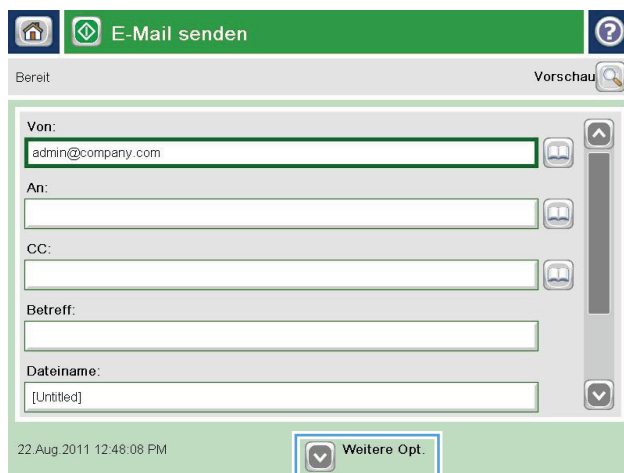 E-Mail senden
?
Bereit
Vorschau
Von:
admin@company.com
An:
CC:
Betreff:
Dateiname:
[Untitled]
22.Aug.2011 12:48:08 PM
Weitere Opt.